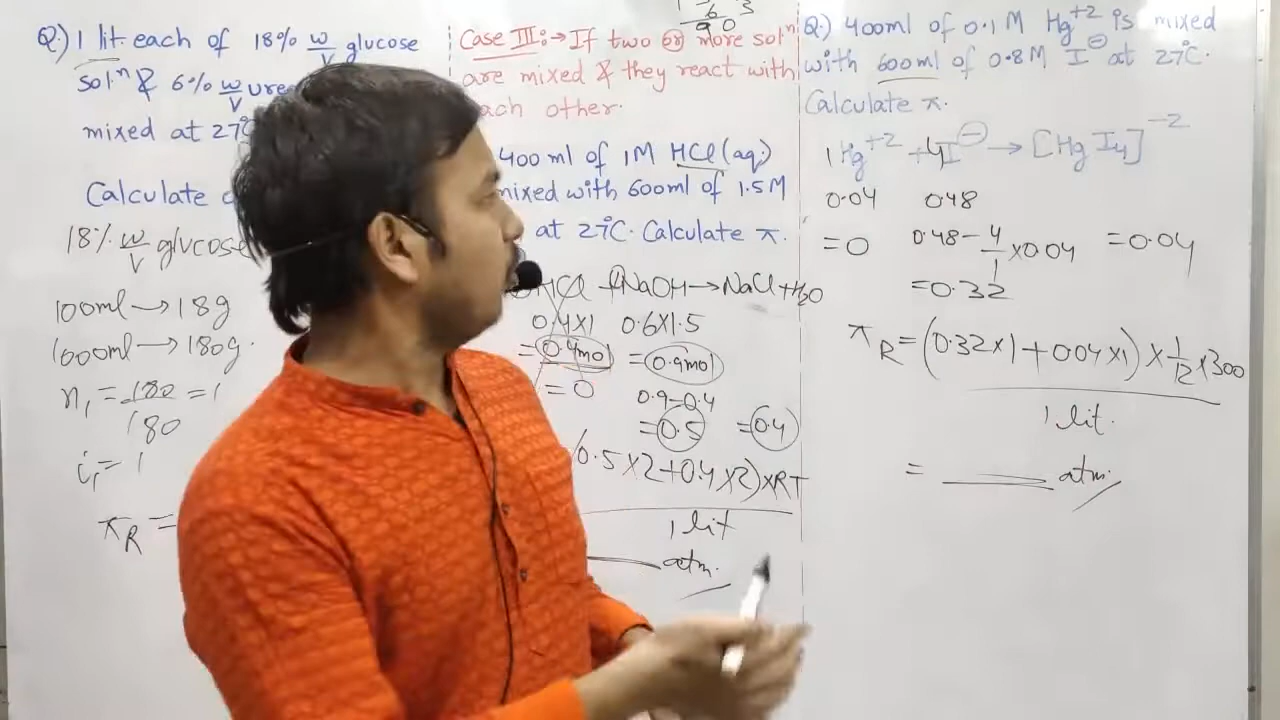 Q.) 1 lit. each of 18% w/v glucose
solⁿ & 6% w/v
mixed at 27°
Calculate
18% w/v glucose
100ml → 18g
1000ml → 180g.
n₁ = 180/180 = 1
i₁ = 1
π_R =
6 3
90
Case III:→ If two or more solⁿ
are mixed & they react with
each other.
400 ml of 1M HCl(aq)
mixed with 600ml of 1.5M
at 27°C. Calculate π.
HCl + NaOH → NaCl + H₂O
0.4×1 0.6×1.5
= 0.4mol = 0.9mol
= 0 0.9-0.4
= 0.5 = 0.4
(0.5×2+0.4×2)×RT
1 lit
atm.
Q.) 400ml of 0.1M Hg⁺² is mixed
with 600ml of 0.8M I⊖ at 27°C.
Calculate π.
1Hg⁺² + 4I⊖ → [HgI₄]⁻²
0.04 0.48
= 0 0.48 - 4/1 × 0.04 = 0.04
= 0.32
π_R = (0.32×1 + 0.04×1) × 1/12 × 300
1 lit.
= atm.